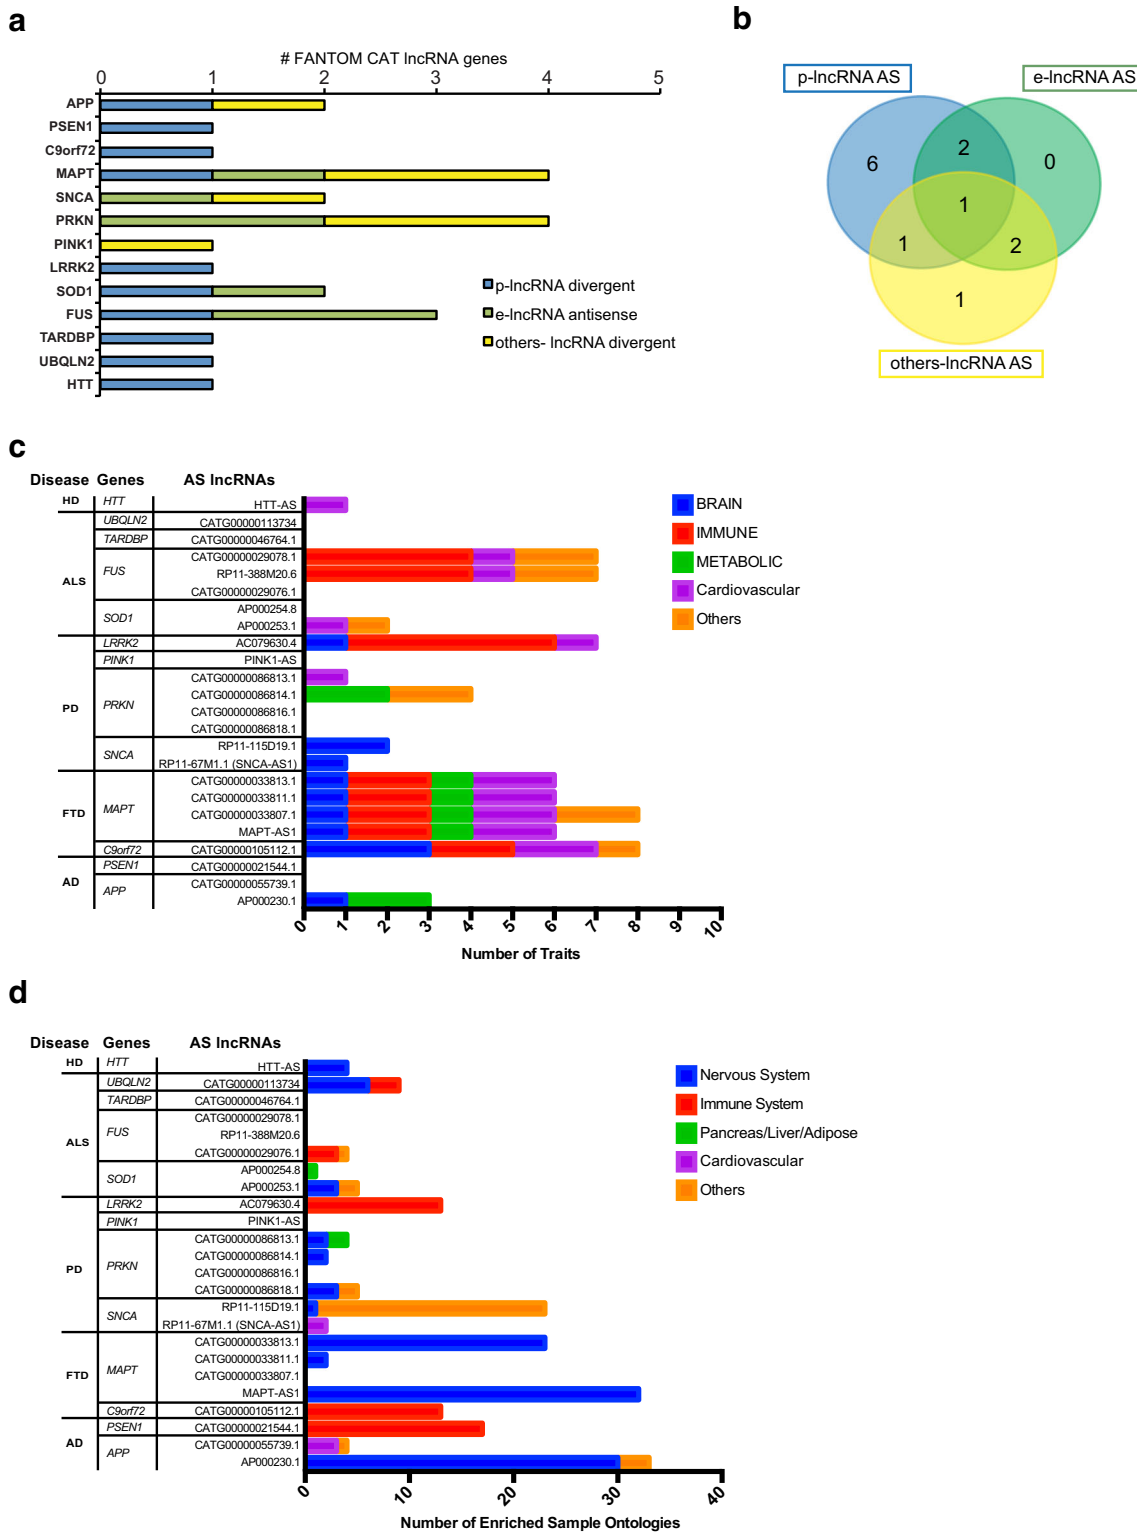 a
# FANTOM CAT lncRNA genes
0 1 2 3 4 5
APP
PSEN1
C9orf72
MAPT
SNCA
PRKN
PINK1
LRRK2
SOD1
FUS
TARDBP
UBQLN2
HTT
p-lncRNA divergent
e-lncRNA antisense
others- lncRNA divergent
b
p-lncRNA AS
e-lncRNA AS
6
2
0
1
1
2
1
others-lncRNA AS
c
Disease Genes AS lncRNAs
HD HTT HTT-AS
UBQLN2 CATG00000113734
TARDBP CATG00000046764.1
CATG00000029078.1
ALS FUS RP11-388M20.6
CATG00000029076.1
AP000254.8
SOD1 AP000253.1
LRRK2 AC079630.4
PINK1 PINK1-AS
CATG00000086813.1
CATG00000086814.1
PD PRKN CATG00000086816.1
CATG00000086818.1
SNCA RP11-115D19.1
RP11-67M1.1 (SNCA-AS1)
CATG00000033813.1
CATG00000033811.1
FTD MAPT CATG00000033807.1
MAPT-AS1
C9orf72 CATG00000105112.1
PSEN1 CATG00000021544.1
AD APP CATG00000055739.1
AP000230.1
BRAIN
IMMUNE
METABOLIC
Cardiovascular
Others
0 1 2 3 4 5 6 7 8 9 10
Number of Traits
d
Disease Genes AS lncRNAs
HD HTT HTT-AS
UBQLN2 CATG00000113734
TARDBP CATG00000046764.1
CATG00000029078.1
ALS FUS RP11-388M20.6
CATG00000029076.1
AP000254.8
SOD1 AP000253.1
LRRK2 AC079630.4
PINK1 PINK1-AS
CATG00000086813.1
CATG00000086814.1
PD PRKN CATG00000086816.1
CATG00000086818.1
SNCA RP11-115D19.1
RP11-67M1.1 (SNCA-AS1)
CATG00000033813.1
CATG00000033811.1
FTD MAPT CATG00000033807.1
MAPT-AS1
C9orf72 CATG00000105112.1
PSEN1 CATG00000021544.1
AD APP CATG00000055739.1
AP000230.1
Nervous System
Immune System
Pancreas/Liver/Adipose
Cardiovascular
Others
0 10 20 30 40
Number of Enriched Sample Ontologies